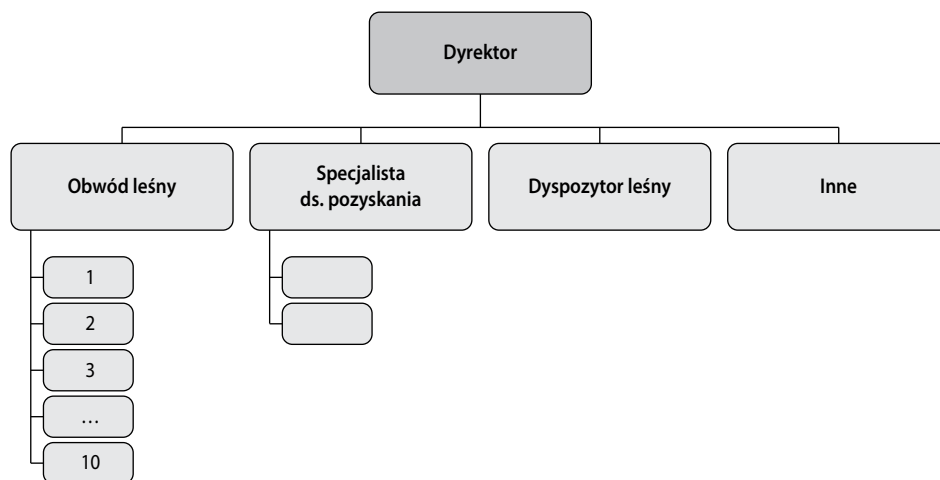 Dyrektor
Obwód leśny
Specjalista
ds. pozyskania
Dyspozytor leśny
Inne
1
2
3
…
10